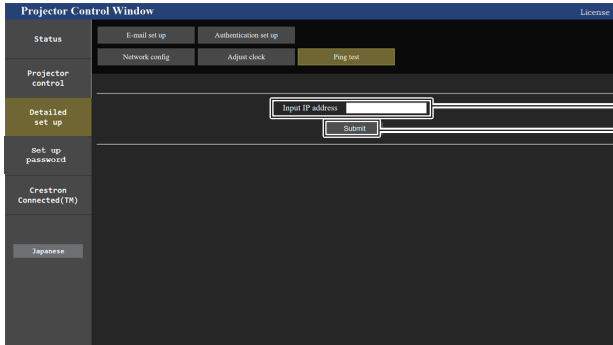 Projector Control Window
License
Status
E-mail set up
Authentication set up
Network config
Adjust clock
Ping test
Projector
control
Detailed
set up
Input IP address
Submit
Set up
password
Crestron
Connected(TM)
Japanese